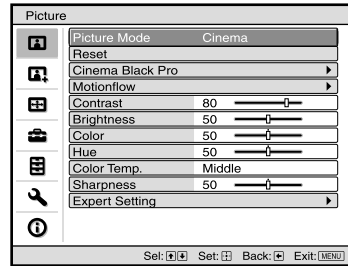 Picture
Picture Mode Cinema
Reset
Cinema Black Pro
Motionflow
Contrast 80
Brightness 50
Color 50
Hue 50
Color Temp. Middle
Sharpness 50
Expert Setting
Sel: Set: Back: Exit: MENU